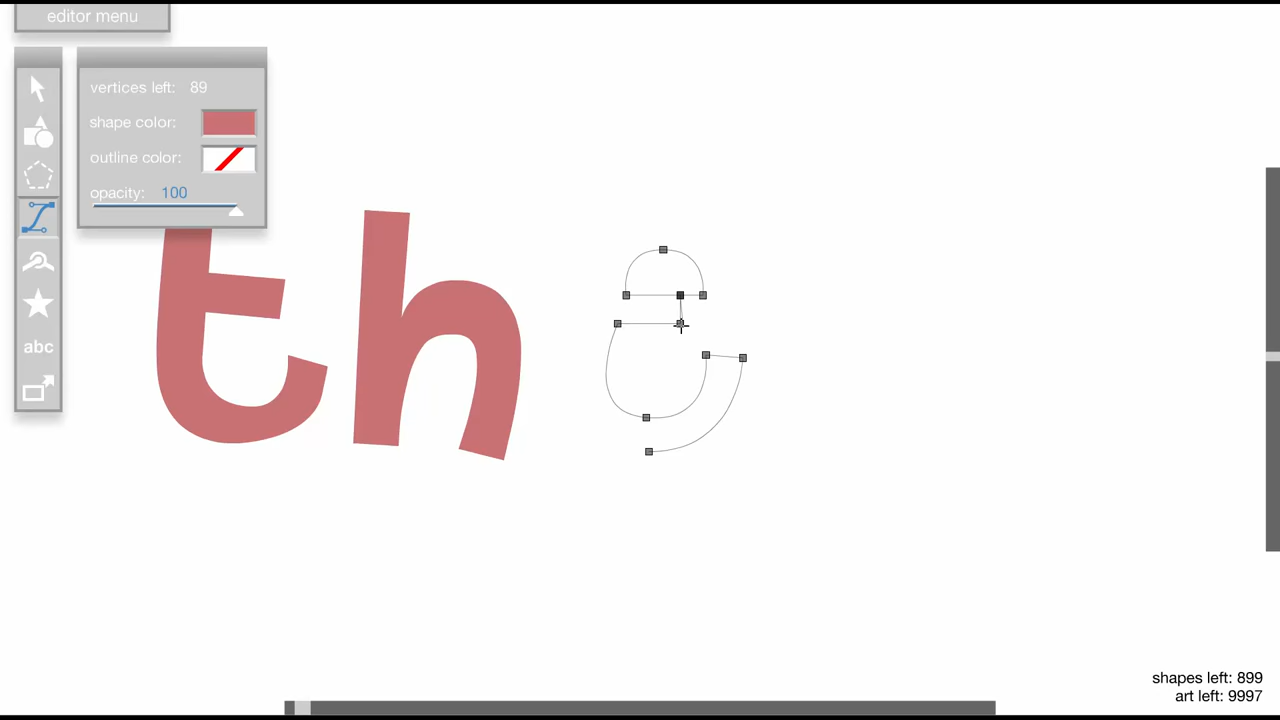 editor menu
vertices left: 89
shape color:
outline color:
opacity: 100
abc
th
shapes left: 899
art left: 9997